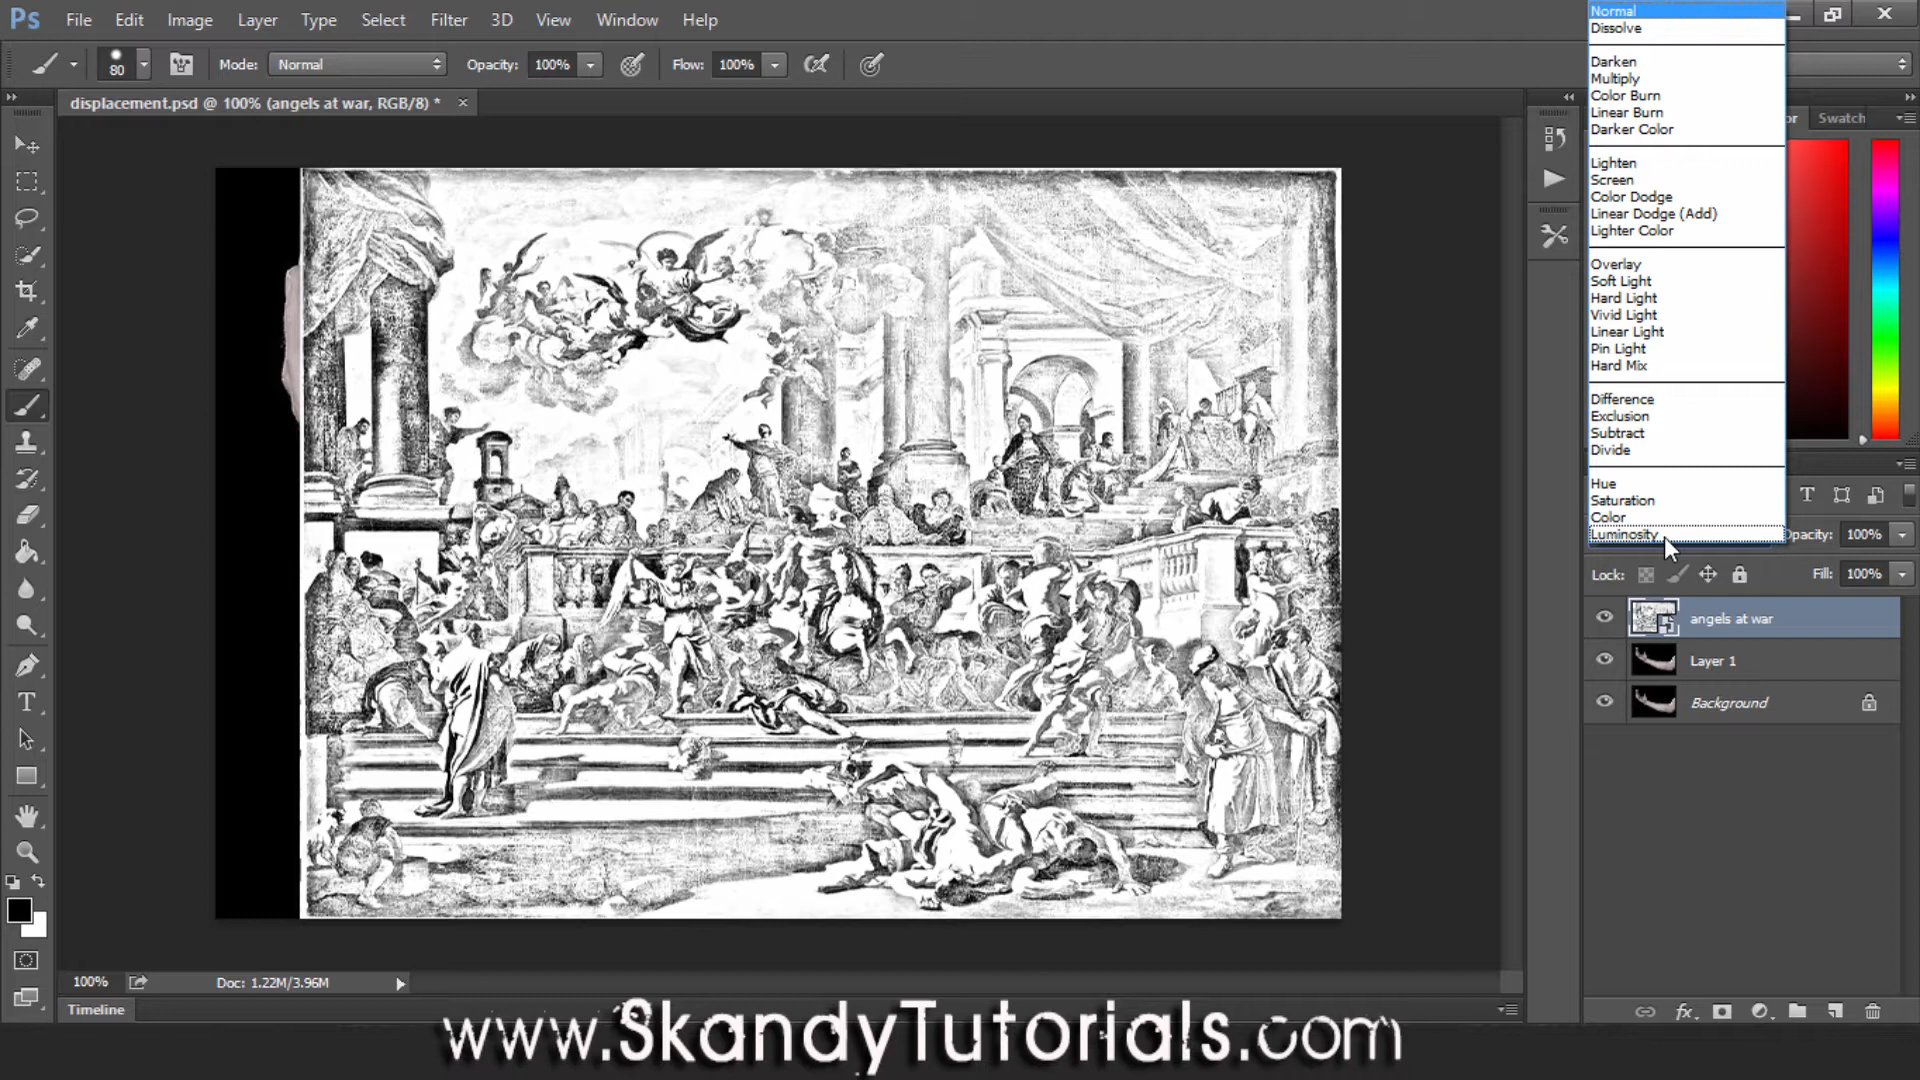 Ps File Edit Image Layer Type Select Filter 3D View Window Help
80 Mode: Normal Opacity: 100% Flow: 100%
displacement.psd @ 100% (angels at war, RGB/8) *
Normal
Dissolve
Darken
Multiply
Color Burn
Linear Burn
Darker Color
Swatch
Lighten
Screen
Color Dodge
Linear Dodge (Add)
Lighter Color
Overlay
Soft Light
Hard Light
Vivid Light
Linear Light
Pin Light
Hard Mix
Difference
Exclusion
Subtract
Divide
Hue
Saturation
Color
Luminosity
Opacity: 100%
Lock: Fill: 100%
angels at war
Layer 1
Background
100% Doc: 1.22M/3.96M
Timeline
www.SkandyTutorials.com